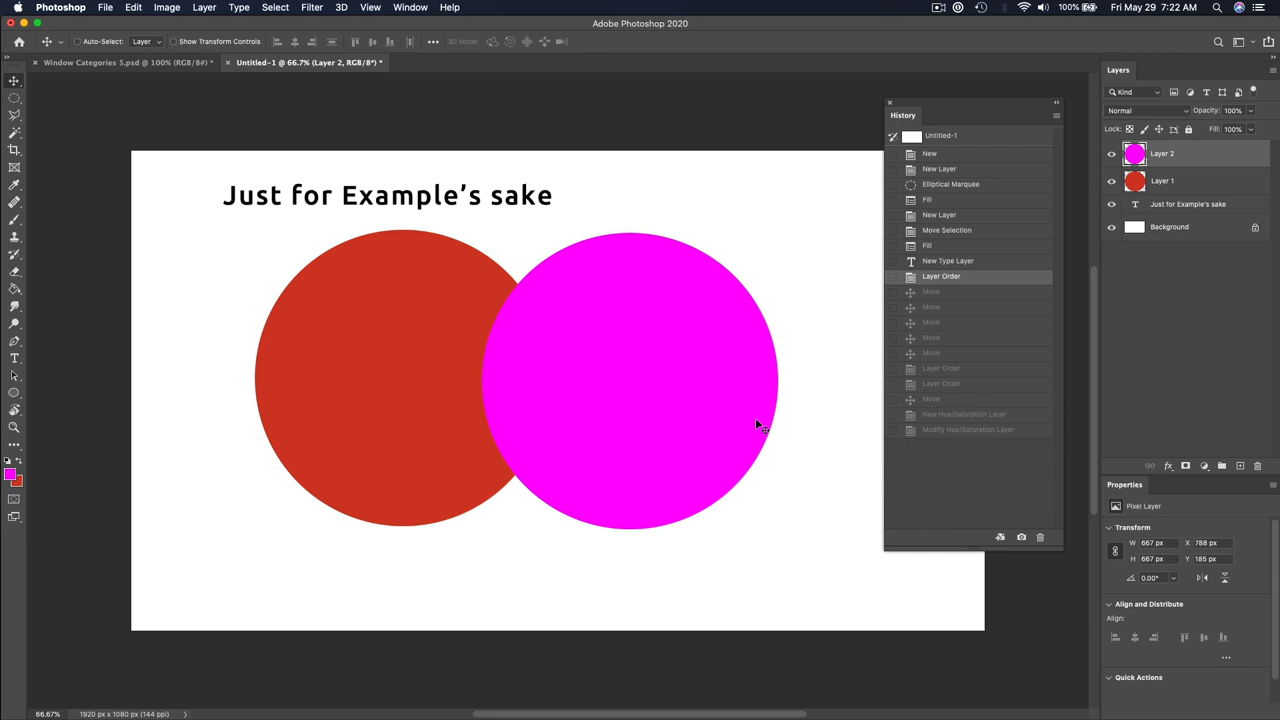 Photoshop File Edit Image Layer Type Select Filter 3D View Window Help 100% Fri May 29 7:22 AM
Adobe Photoshop 2020
Auto-Select: Layer Show Transform Controls 3D Mode:
Window Categories 5.psd @ 100% (RGB/8#) * Untitled-1 @ 66.7% (Layer 2, RGB/8*) *
Just for Example’s sake
History
Untitled-1
New
New Layer
Elliptical Marquee
Fill
New Layer
Move Selection
Fill
New Type Layer
Layer Order
Move
Move
Move
Move
Move
Layer Order
Layer Order
Move
New Hue/Saturation Layer
Modify Hue/Saturation Layer
Layers
Kind
Normal Opacity: 100%
Lock: Fill: 100%
Layer 2
Layer 1
Just for Example's sake
Background
Properties
Pixel Layer
Transform
W 667 px X 788 px
H 667 px Y 185 px
0.00°
Align and Distribute
Align:
Quick Actions
66.67% 1920 px x 1080 px (144 ppi)